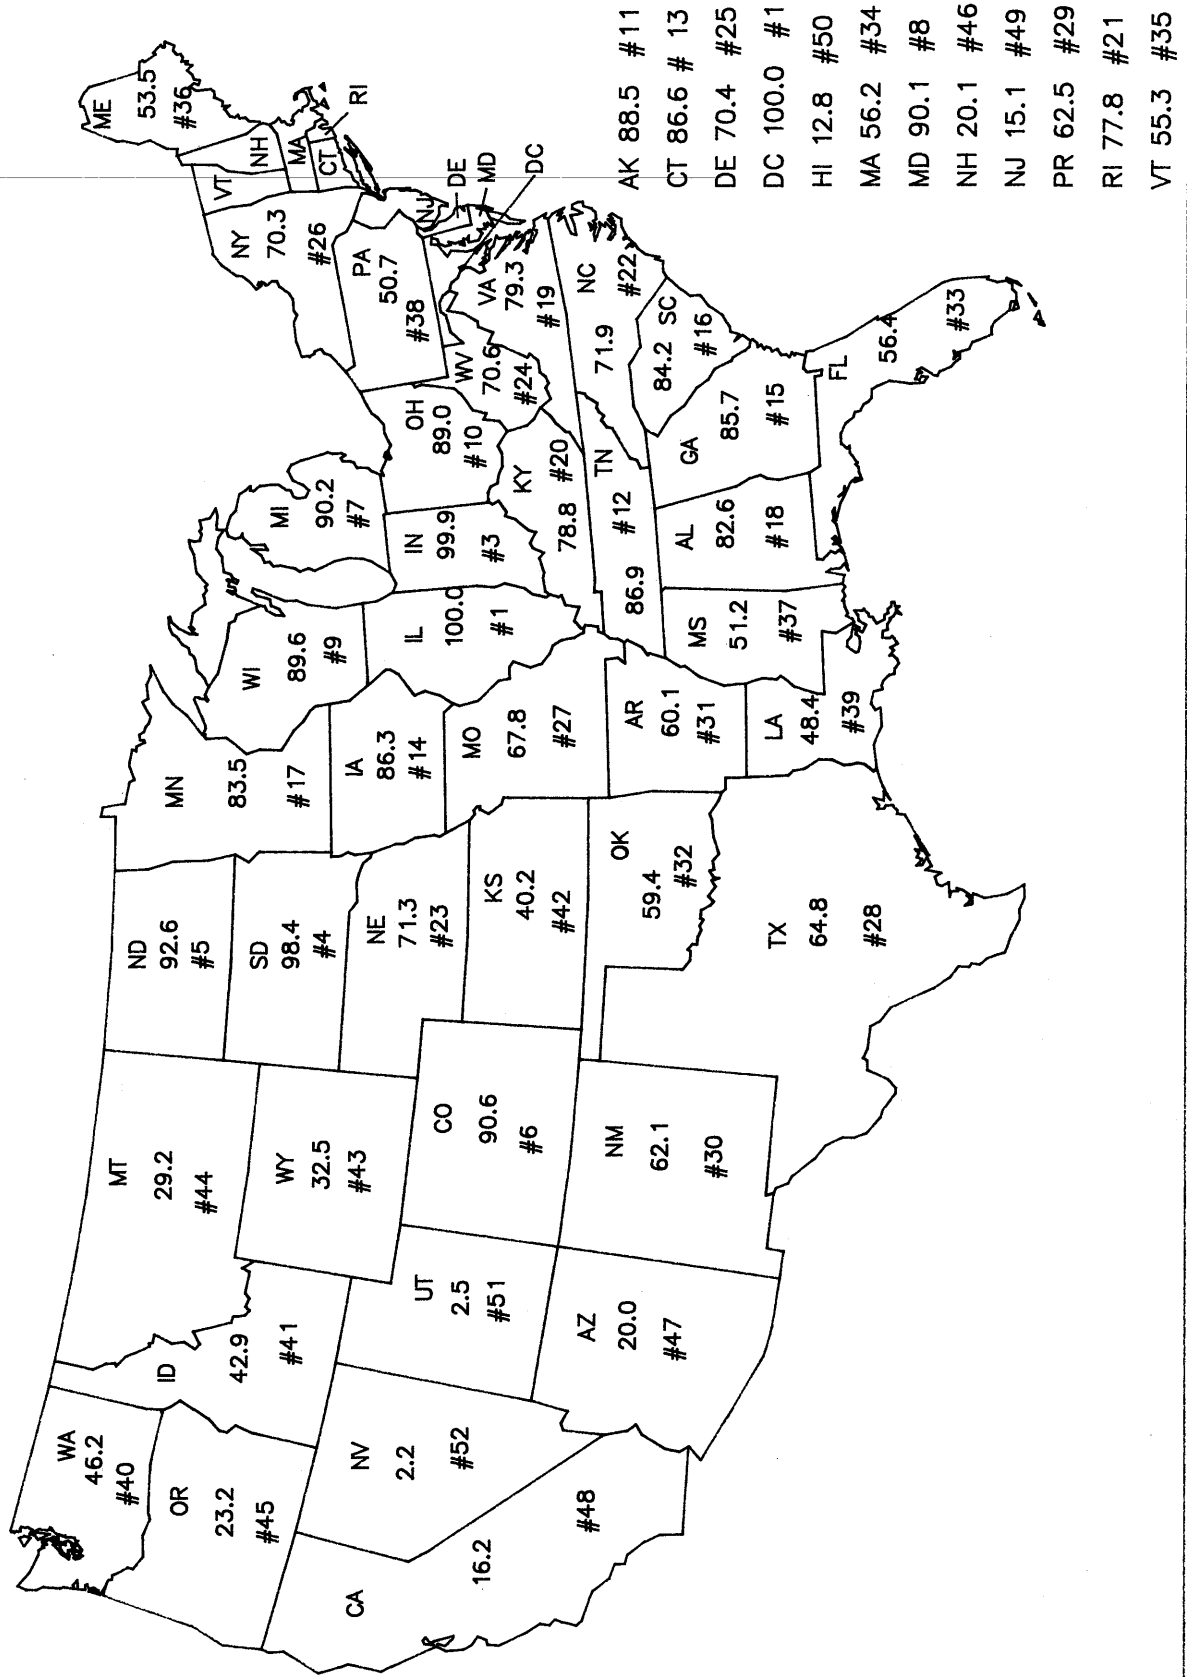 WA
46.2
#40
OR
23.2
#45
CA
16.2
#48
NV
2.2
#52
ID
42.9
#41
MT
29.2
#44
WY
32.5
#43
UT
2.5
#51
AZ
20.0
#47
CO
90.6
#6
NM
62.1
#30
ND
92.6
#5
SD
98.4
#4
NE
71.3
#23
KS
40.2
#42
OK
59.4
#32
TX
64.8
#28
MN
83.5
#17
IA
86.3
#14
MO
67.8
#27
AR
60.1
#31
LA
48.4
#39
WI
89.6
#9
IL
100.0
#1
MS
51.2
#37
MI
90.2
#7
IN
99.9
#3
KY
78.8 #20
TN
86.9 #12
AL
82.6
#18
OH
89.0
#10
GA
85.7
#15
FL
56.4
#33
WV
70.6
#24
VA
79.3
#19
NC
71.9 #22
SC
84.2
#16
PA
50.7
#38
NY
70.3
#26
VT
NH
ME
53.5
#36
MA
CT
RI
NJ
DE
MD
DC
AK 88.5 #11
CT 86.6 # 13
DE 70.4 #25
DC 100.0 #1
HI 12.8 #50
MA 56.2 #34
MD 90.1 #8
NH 20.1 #46
NJ 15.1 #49
PR 62.5 #29
RI 77.8 #21
VT 55.3 #35